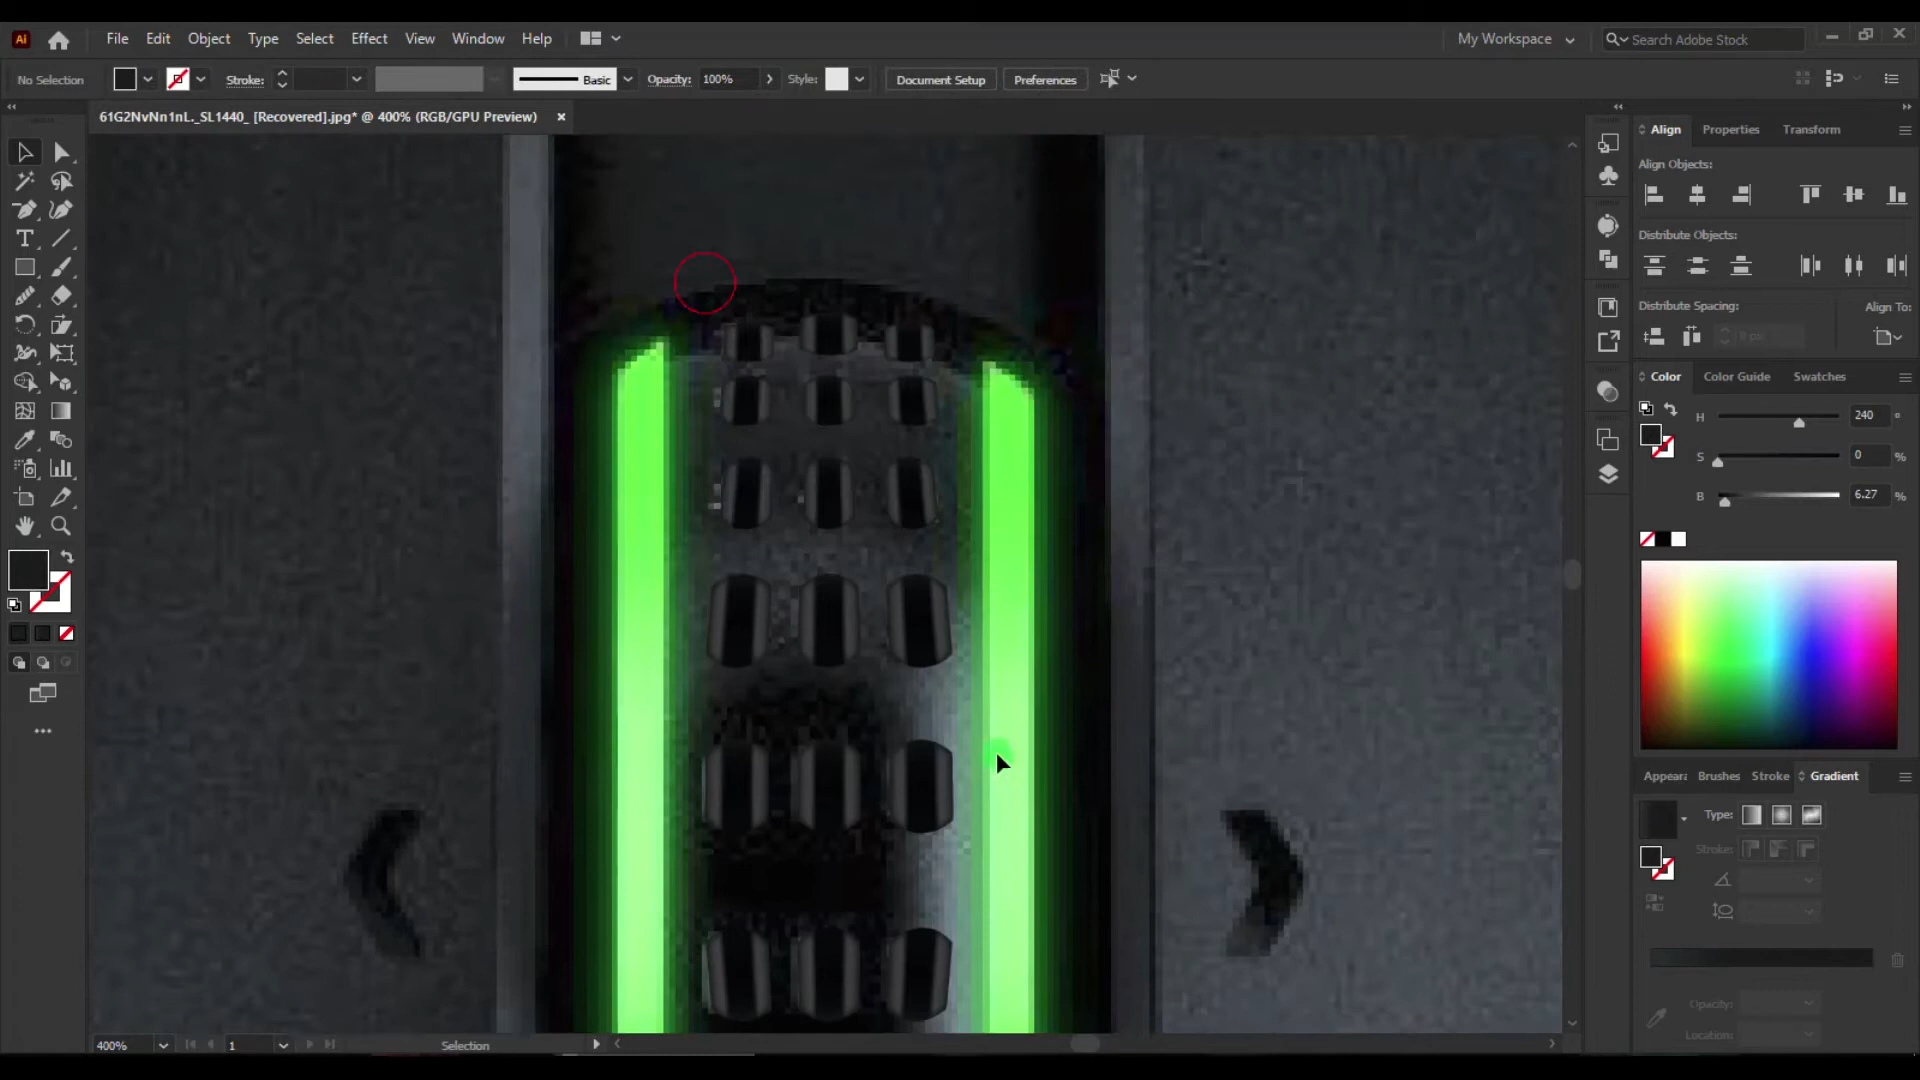 Ai File Edit Object Type Select Effect View Window Help My Workspace Search Adobe Stock
No Selection Stroke: Basic Opacity: 100% Style: Document Setup Preferences
61G2NvNn1nL._SL1440_ [Recovered].jpg* @ 400% (RGB/GPU Preview) ×
Align Properties Transform
Align Objects:
Distribute Objects:
Distribute Spacing: Align To:
0 px
Color Color Guide Swatches
H 240 °
S 0 %
B 6.27 %
Appeara Brushes Stroke Gradient
Type:
Stroke:
Opacity:
Location:
400% 1 Selection